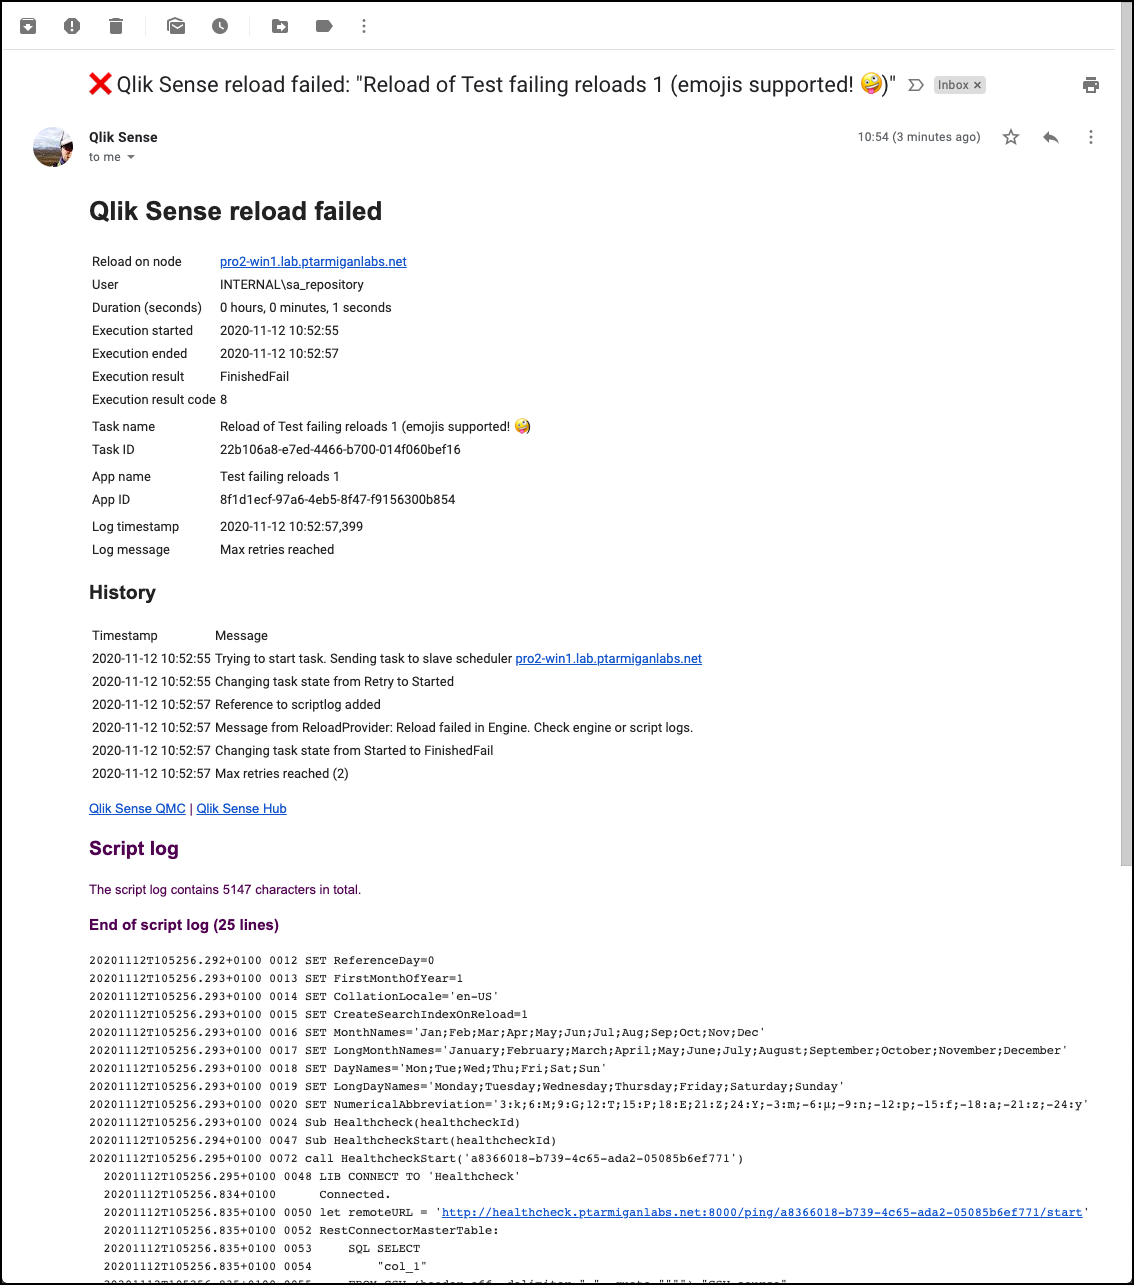 ❌ Qlik Sense reload failed: "Reload of Test failing reloads 1 (emojis supported! 🤪)" Inbox ×
Qlik Sense 10:54 (3 minutes ago)
to me
Qlik Sense reload failed
Reload on node pro2-win1.lab.ptarmiganlabs.net
User INTERNAL\sa_repository
Duration (seconds) 0 hours, 0 minutes, 1 seconds
Execution started 2020-11-12 10:52:55
Execution ended 2020-11-12 10:52:57
Execution result FinishedFail
Execution result code 8
Task name Reload of Test failing reloads 1 (emojis supported! 🤪)
Task ID 22b106a8-e7ed-4466-b700-014f060bef16
App name Test failing reloads 1
App ID 8f1d1ecf-97a6-4eb5-8f47-f9156300b854
Log timestamp 2020-11-12 10:52:57,399
Log message Max retries reached
History
Timestamp Message
2020-11-12 10:52:55 Trying to start task. Sending task to slave scheduler pro2-win1.lab.ptarmiganlabs.net
2020-11-12 10:52:55 Changing task state from Retry to Started
2020-11-12 10:52:57 Reference to scriptlog added
2020-11-12 10:52:57 Message from ReloadProvider: Reload failed in Engine. Check engine or script logs.
2020-11-12 10:52:57 Changing task state from Started to FinishedFail
2020-11-12 10:52:57 Max retries reached (2)
Qlik Sense QMC | Qlik Sense Hub
Script log
The script log contains 5147 characters in total.
End of script log (25 lines)
20201112T105256.292+0100 0012 SET ReferenceDay=0
20201112T105256.293+0100 0013 SET FirstMonthOfYear=1
20201112T105256.293+0100 0014 SET CollationLocale='en-US'
20201112T105256.293+0100 0015 SET CreateSearchIndexOnReload=1
20201112T105256.293+0100 0016 SET MonthNames='Jan;Feb;Mar;Apr;May;Jun;Jul;Aug;Sep;Oct;Nov;Dec'
20201112T105256.293+0100 0017 SET LongMonthNames='January;February;March;April;May;June;July;August;September;October;November;December'
20201112T105256.293+0100 0018 SET DayNames='Mon;Tue;Wed;Thu;Fri;Sat;Sun'
20201112T105256.293+0100 0019 SET LongDayNames='Monday;Tuesday;Wednesday;Thursday;Friday;Saturday;Sunday'
20201112T105256.293+0100 0020 SET NumericalAbbreviation='3:k;6:M;9:G;12:T;15:P;18:E;21:Z;24:Y;-3:m;-6:μ;-9:n;-12:p;-15:f;-18:a;-21:z;-24:y'
20201112T105256.293+0100 0024 Sub Healthcheck(healthcheckId)
20201112T105256.294+0100 0047 Sub HealthcheckStart(healthcheckId)
20201112T105256.295+0100 0072 call HealthcheckStart('a8366018-b739-4c65-ada2-05085b6ef771')
20201112T105256.295+0100 0048 LIB CONNECT TO 'Healthcheck'
20201112T105256.834+0100 Connected.
20201112T105256.835+0100 0050 let remoteURL = 'http://healthcheck.ptarmiganlabs.net:8000/ping/a8366018-b739-4c65-ada2-05085b6ef771/start'
20201112T105256.835+0100 0052 RestConnectorMasterTable:
20201112T105256.835+0100 0053 SQL SELECT
20201112T105256.835+0100 0054 "col_1"